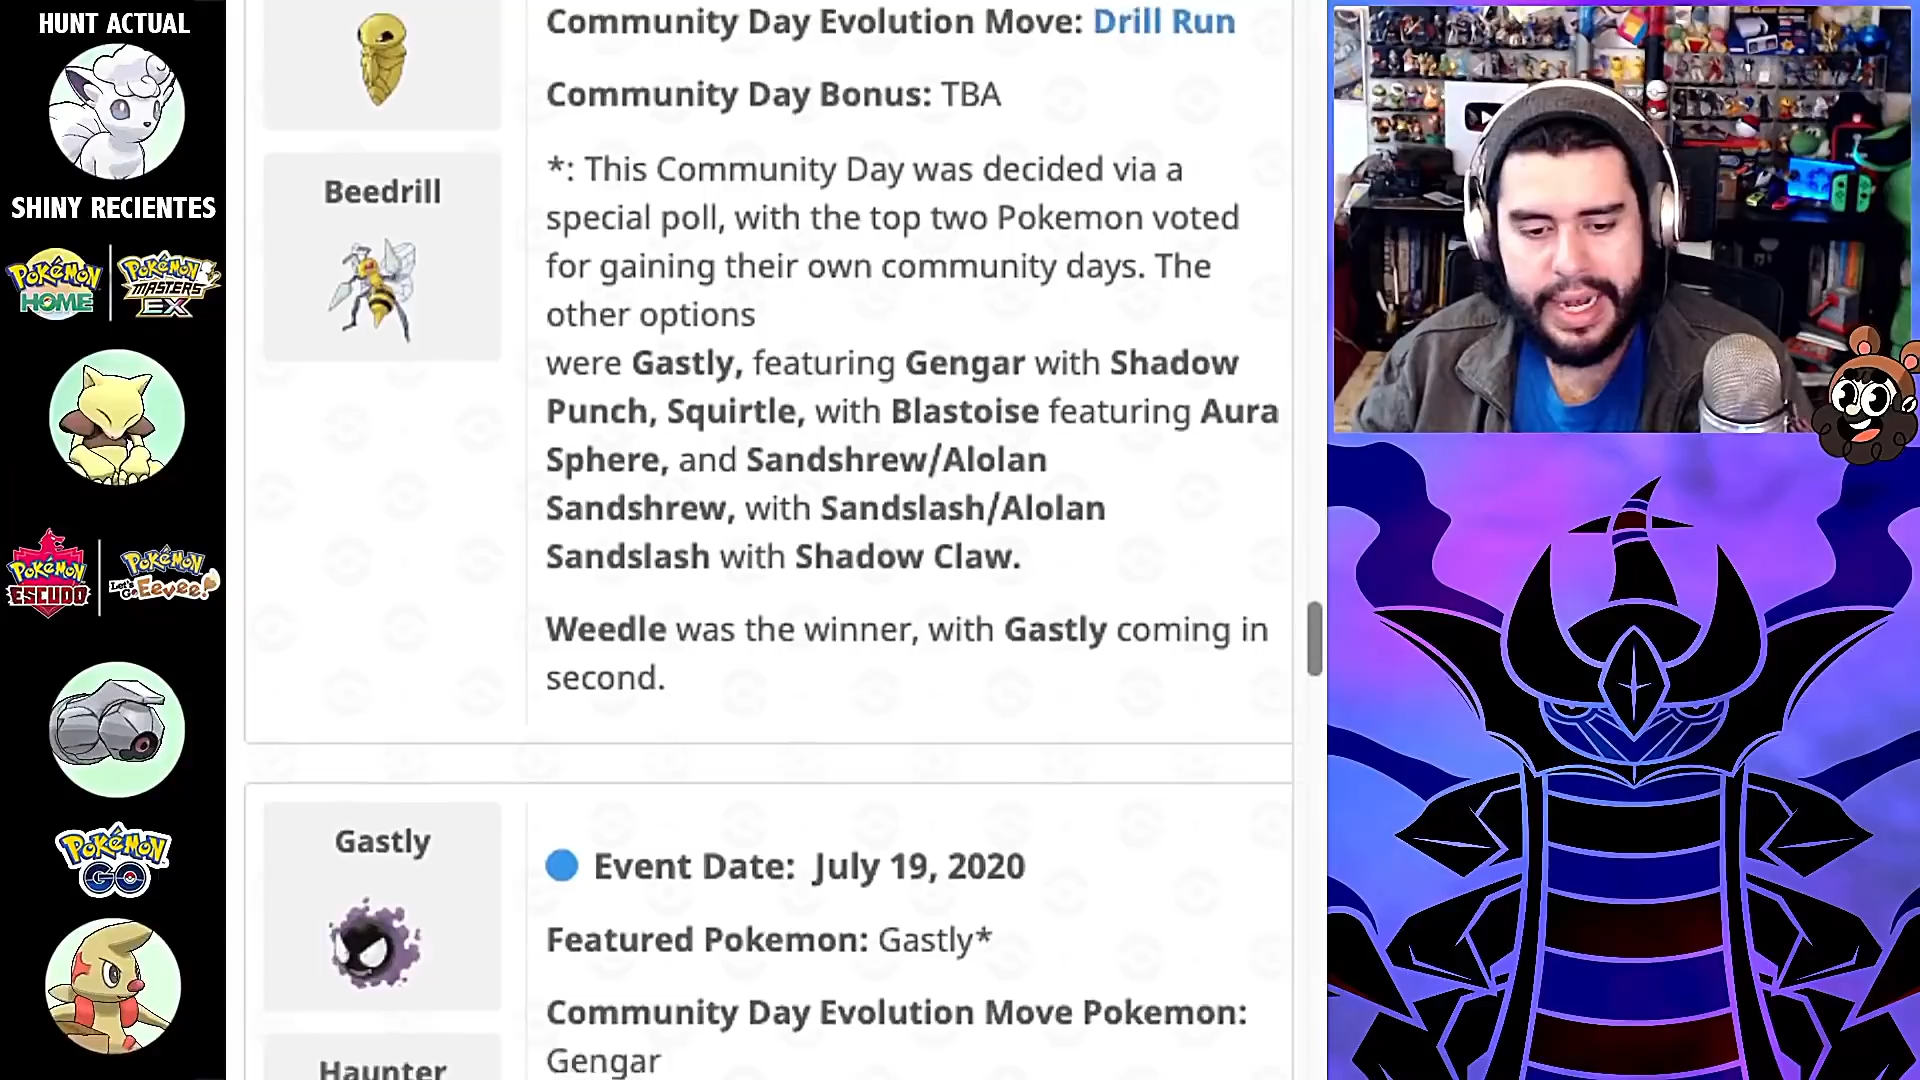 HUNT ACTUAL
SHINY RECIENTES
POKéMON
HOME
POKéMON
MASTERS
EX
POKéMON
ESCUDO
POKéMON
Let's Go, Eevee!
POKéMON
GO
Community Day Evolution Move: Drill Run
Community Day Bonus: TBA
Beedrill
*: This Community Day was decided via a
special poll, with the top two Pokemon voted
for gaining their own community days. The
other options
were Gastly, featuring Gengar with Shadow
Punch, Squirtle, with Blastoise featuring Aura
Sphere, and Sandshrew/Alolan
Sandshrew, with Sandslash/Alolan
Sandslash with Shadow Claw.
Weedle was the winner, with Gastly coming in
second.
Gastly
Event Date: July 19, 2020
Featured Pokemon: Gastly*
Community Day Evolution Move Pokemon:
Gengar
Haunter